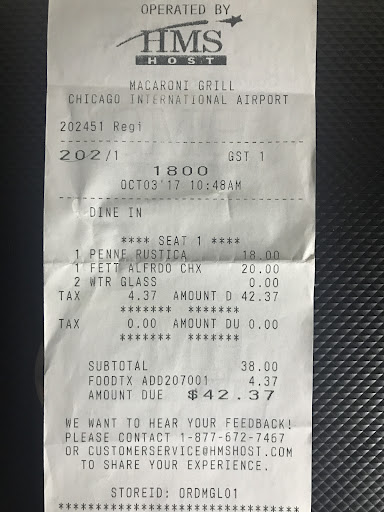 OPERATED BY
HMS
HOST
MACARONI GRILL
CHICAGO INTERNATIONAL AIRPORT
202451 Regi
202/1 GST 1
1800
OCT03'17 10:48AM
DINE IN
**** SEAT 1 ****
1 PENNE RUSTICA 18.00
1 FETT ALFRDO CHX 20.00
2 WTR GLASS 0.00
TAX 4.37 AMOUNT D 42.37
******* *******
TAX 0.00 AMOUNT DU 0.00
******* *******
SUBTOTAL 38.00
FOODTX ADD207001 4.37
AMOUNT DUE $42.37
WE WANT TO HEAR YOUR FEEDBACK!
PLEASE CONTACT 1-877-672-7467
OR CUSTOMERSERVICE@HMSHOST.COM
TO SHARE YOUR EXPERIENCE.
STOREID: ORDMGL01
*******************************